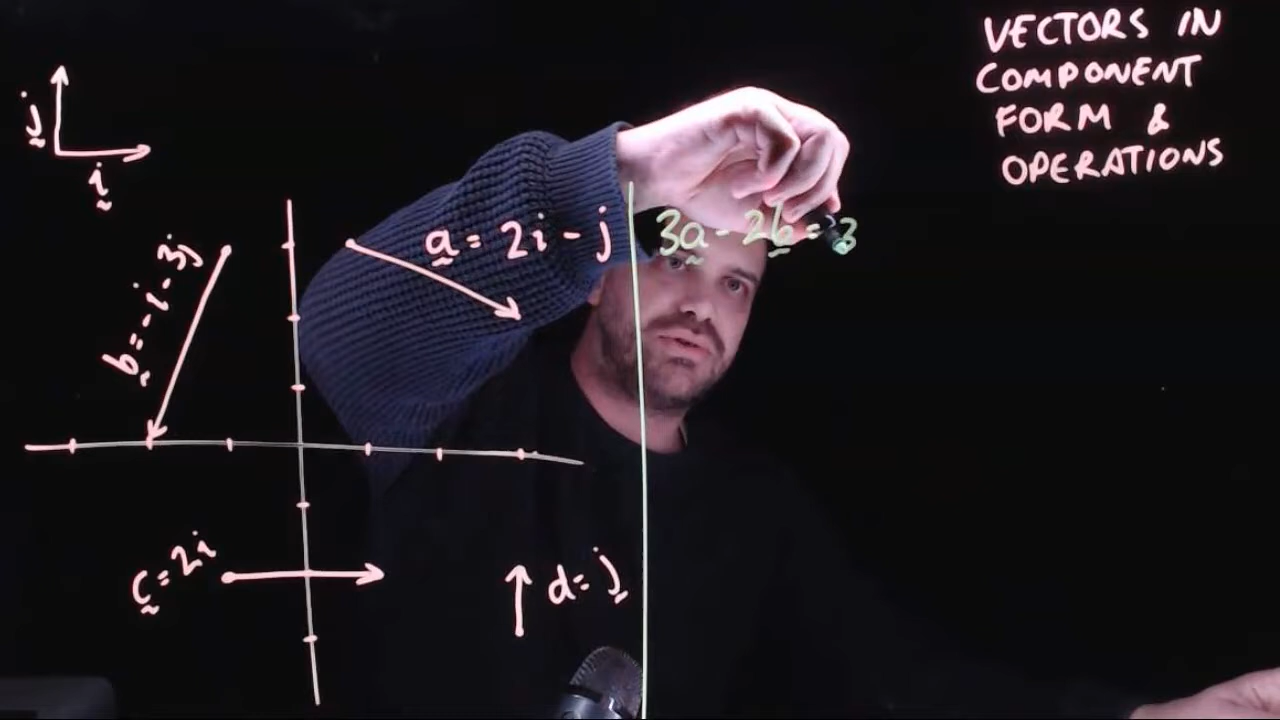 VECTORS IN
COMPONENT
FORM &
OPERATIONS
j
i
a = 2i - j
3a - 2b = 3
b = -i - 3j
c = 2i
d = j